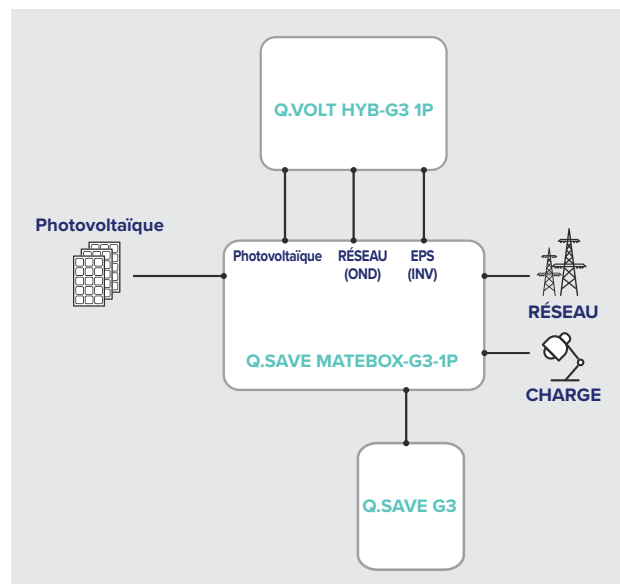 Q.VOLT HYB-G3 1P
Photovoltaïque
Photovoltaïque
RÉSEAU
(OND)
EPS
(INV)
RÉSEAU
Q.SAVE MATEBOX-G3-1P
CHARGE
Q.SAVE G3